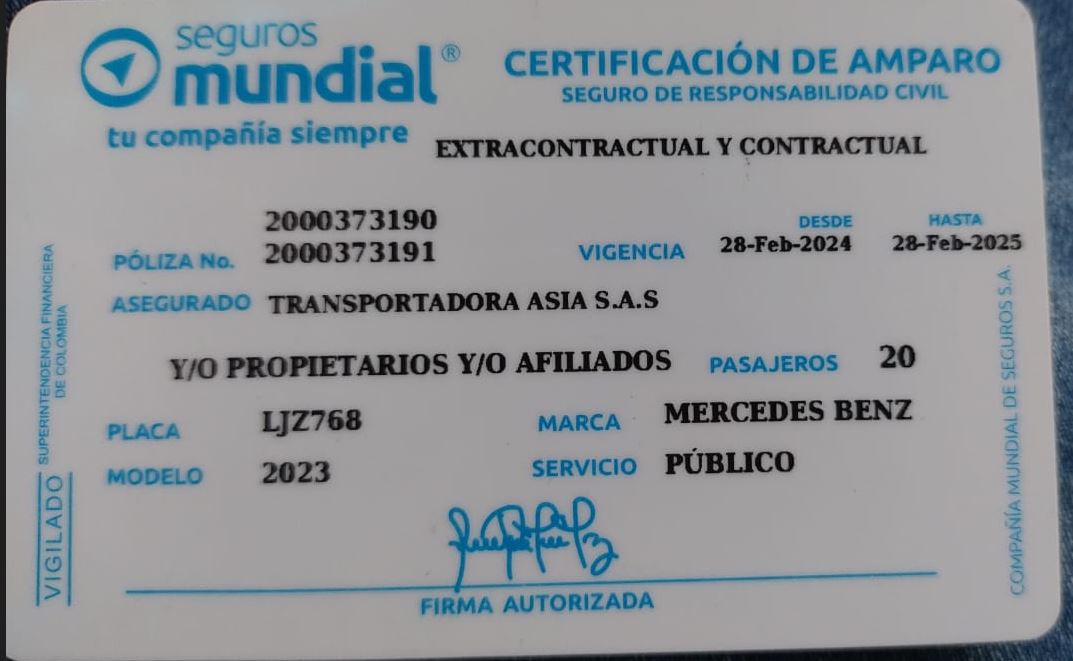 seguros
mundial®
tu compañía siempre
CERTIFICACIÓN DE AMPARO
SEGURO DE RESPONSABILIDAD CIVIL
EXTRACONTRACTUAL Y CONTRACTUAL
2000373190
PÓLIZA No. 2000373191
VIGENCIA
DESDE
28-Feb-2024
HASTA
28-Feb-2025
ASEGURADO TRANSPORTADORA ASIA S.A.S
Y/O PROPIETARIOS Y/O AFILIADOS
PASAJEROS 20
PLACA LJZ768
MARCA MERCEDES BENZ
MODELO 2023
SERVICIO PÚBLICO
FIRMA AUTORIZADA
VIGILADO
SUPERINTENDENCIA FINANCIERA
DE COLOMBIA
COMPAÑÍA MUNDIAL DE SEGUROS S.A.